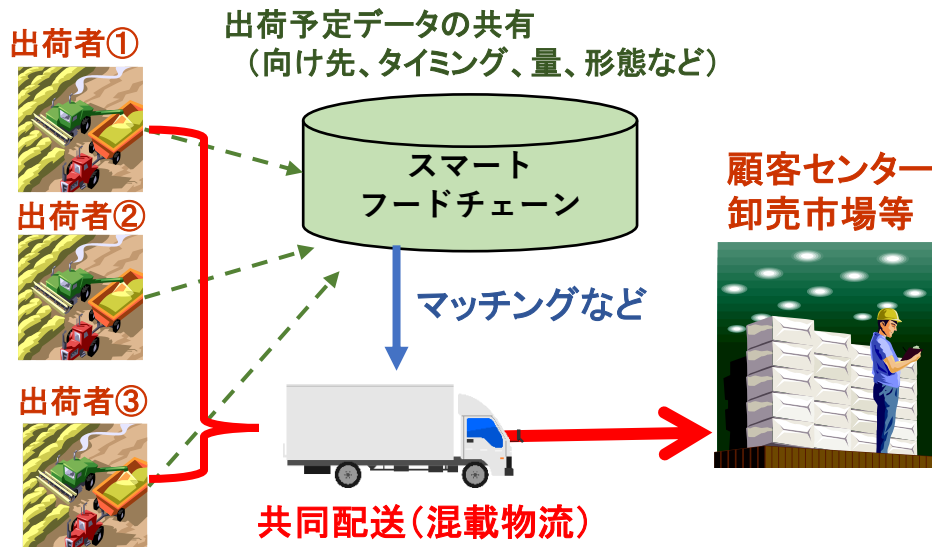 出荷予定データの共有
（向け先、タイミング、量、形態など）
出荷者①
出荷者②
出荷者③
スマート
フードチェーン
マッチングなど
共同配送（混載物流）
顧客センター
卸売市場等